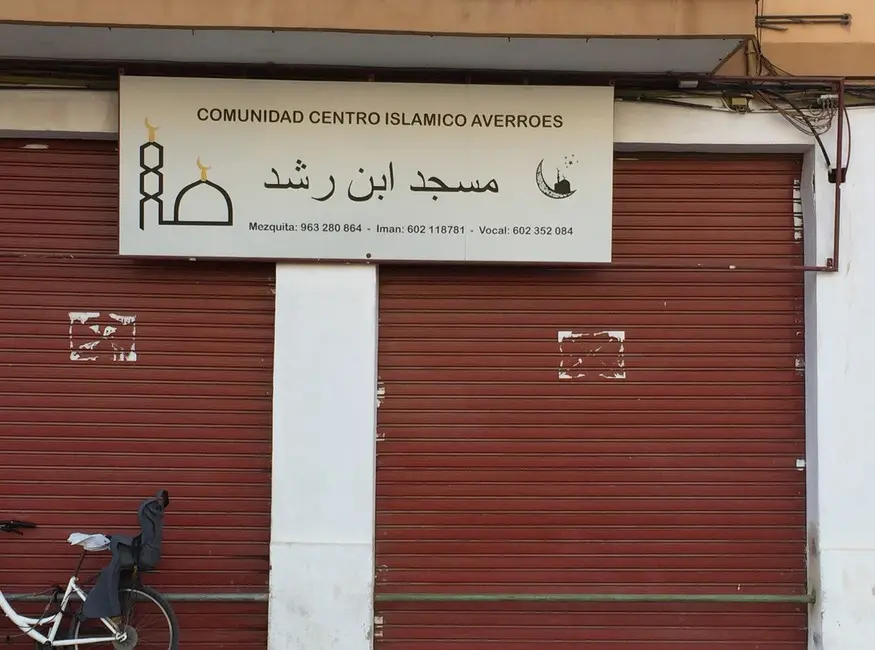 COMUNIDAD CENTRO ISLAMICO AVERROES
مسجد ابن رشد
Mezquita: 963 280 864 - Iman: 602 118781 - Vocal: 602 352 084